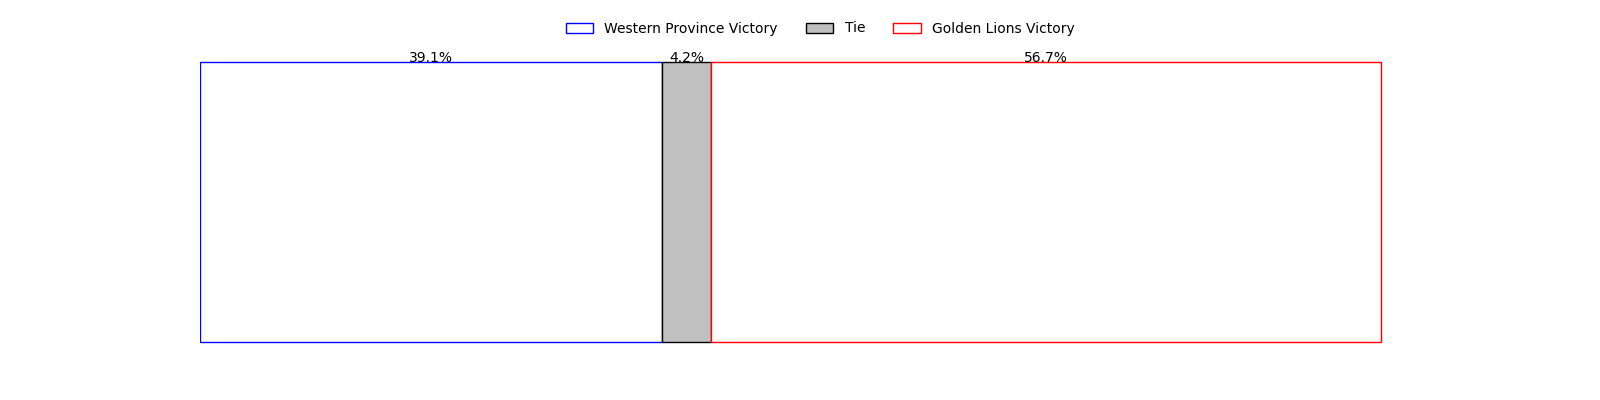 Western Province Victory Tie Golden Lions Victory
39.1% 4.2% 56.7%